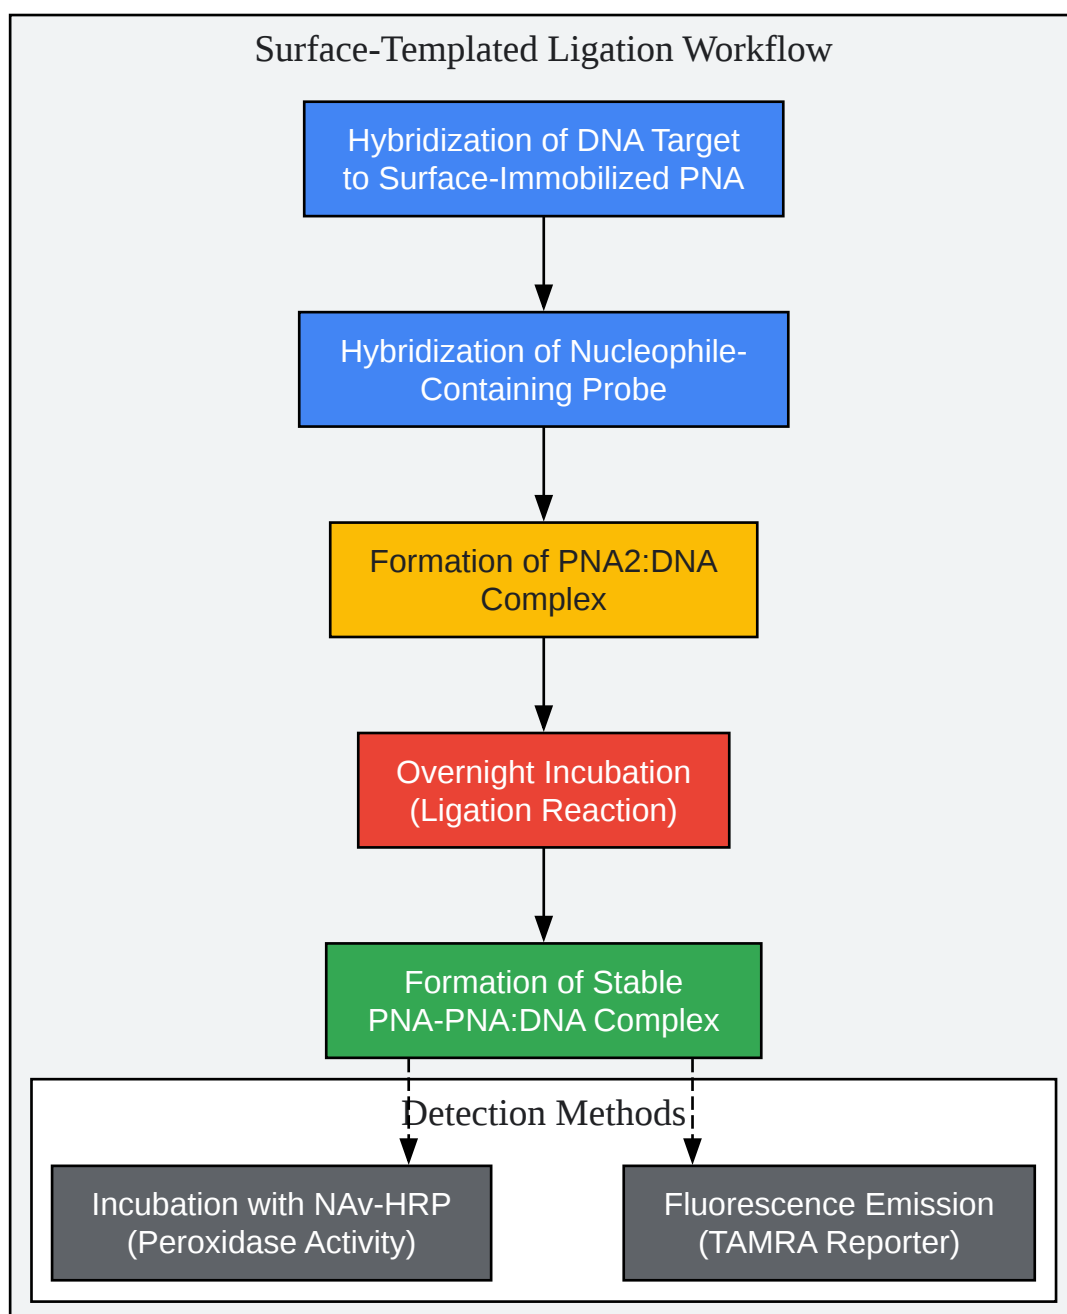 Surface-Templated Ligation Workflow
Hybridization of DNA Target
to Surface-Immobilized PNA
Hybridization of Nucleophile-
Containing Probe
Formation of PNA2:DNA
Complex
Overnight Incubation
(Ligation Reaction)
Formation of Stable
PNA-PNA:DNA Complex
Detection Methods
Incubation with NAv-HRP
(Peroxidase Activity)
Fluorescence Emission
(TAMRA Reporter)